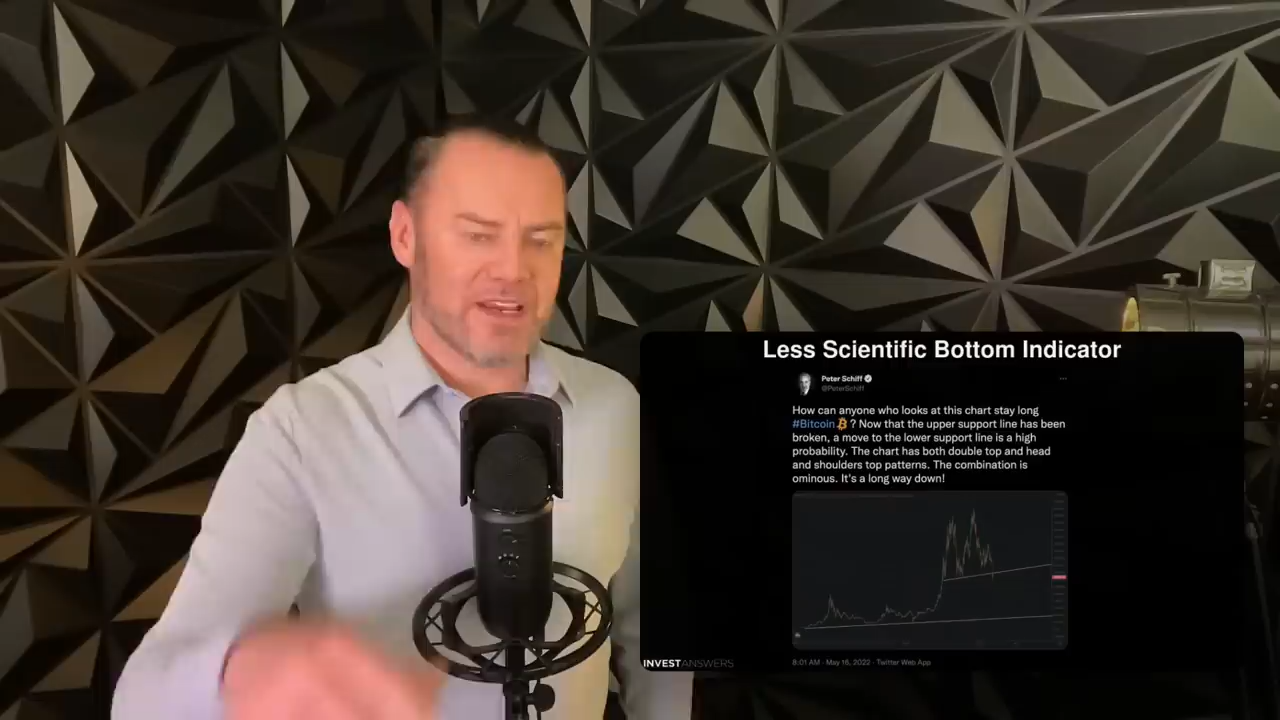 Less Scientific Bottom Indicator
Peter Schiff
@PeterSchiff
How can anyone who looks at this chart stay long
#Bitcoin ? Now that the upper support line has been
broken, a move to the lower support line is a high
probability. The chart has both double top and head
and shoulders top patterns. The combination is
ominous. It's a long way down!
8:01 AM · May 16, 2022 · Twitter Web App
INVESTANSWERS